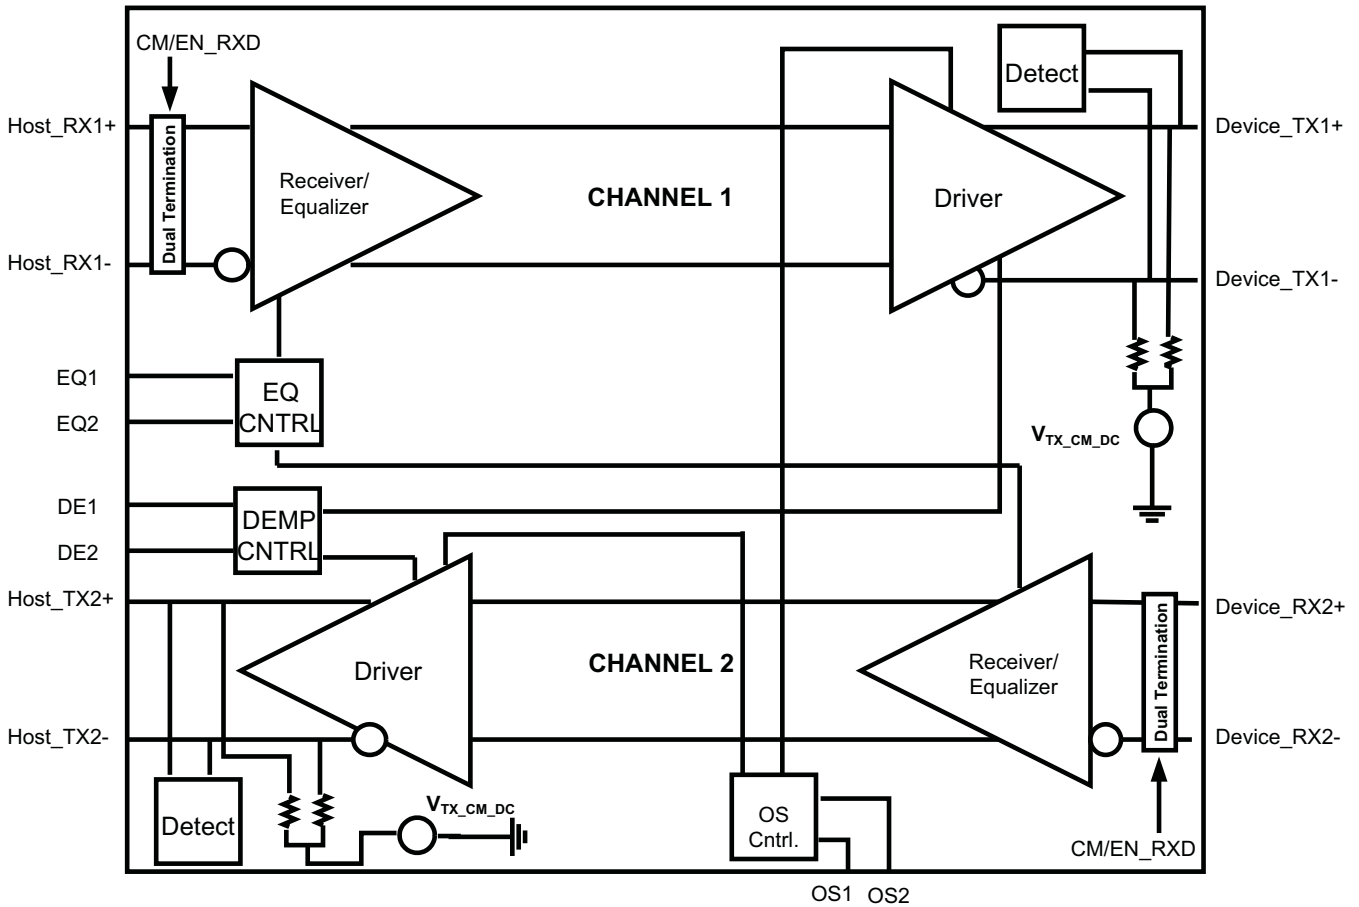 CM/EN_RXD
Detect
Host_RX1+
Dual Termination
Device_TX1+
Receiver/
Equalizer
CHANNEL 1
Driver
Host_RX1-
Device_TX1-
EQ1
EQ2
EQ
CNTRL
VTX_CM_DC
DE1
DE2
DEMP
CNTRL
Host_TX2+
Device_RX2+
Driver
CHANNEL 2
Receiver/
Equalizer
Dual Termination
Host_TX2-
Device_RX2-
Detect
VTX_CM_DC
OS
Cntrl.
CM/EN_RXD
OS1
OS2